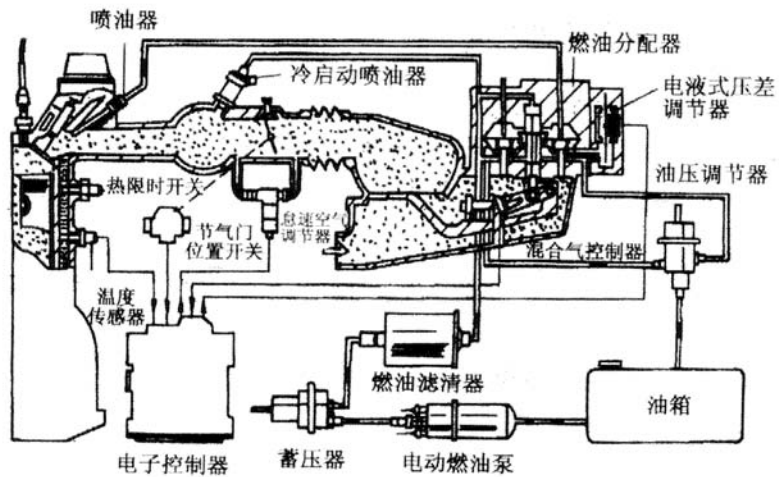 喷油器
燃油分配器
冷启动喷油器
电液式压差
调节器
热限时开关
油压调节器
节气门
位置开关
怠速空气
调节器
混合气控制器
温度
传感器
燃油滤清器
油箱
电子控制器
蓄压器
电动燃油泵